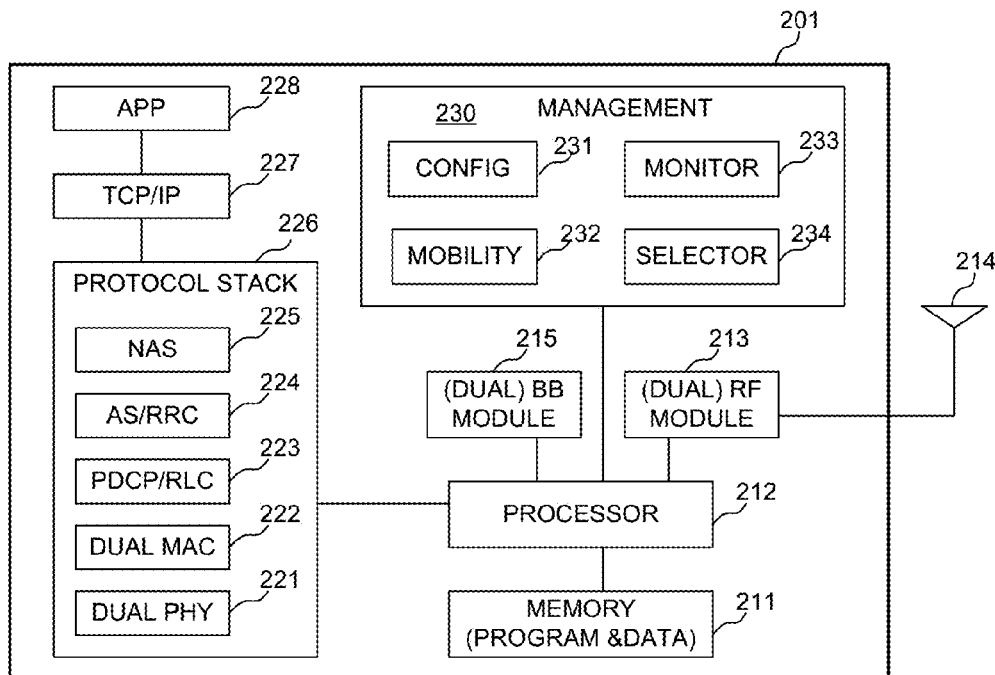 201
APP
228
TCP/IP
227
226
PROTOCOL STACK
NAS
225
AS/RRC
224
PDCP/RLC
223
DUAL MAC
222
DUAL PHY
221
MANAGEMENT
230
CONFIG
231
MONITOR
233
MOBILITY
232
SELECTOR
234
214
215
(DUAL) BB
MODULE
213
(DUAL) RF
MODULE
PROCESSOR
212
MEMORY
(PROGRAM &DATA)
211